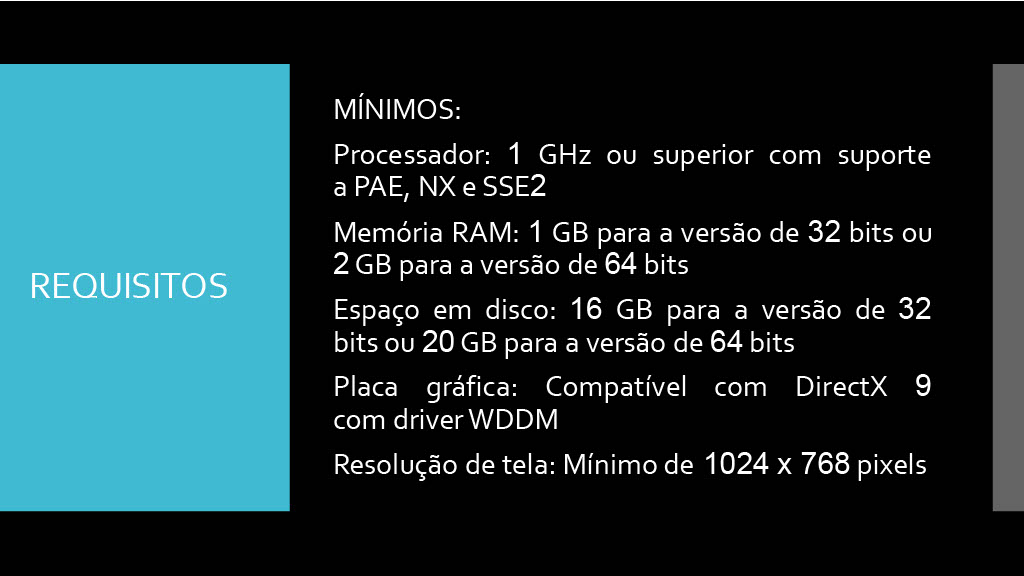 REQUISITOS
MÍNIMOS:
Processador: 1 GHz ou superior com suporte
a PAE, NX e SSE2
Memória RAM: 1 GB para a versão de 32 bits ou
2 GB para a versão de 64 bits
Espaço em disco: 16 GB para a versão de 32
bits ou 20 GB para a versão de 64 bits
Placa gráfica: Compatível com DirectX 9
com driver WDDM
Resolução de tela: Mínimo de 1024 x 768 pixels